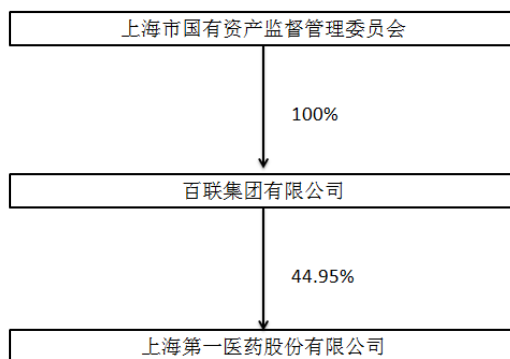 上海市国有资产监督管理委员会
100%
百联集团有限公司
44.95%
上海第一医药股份有限公司